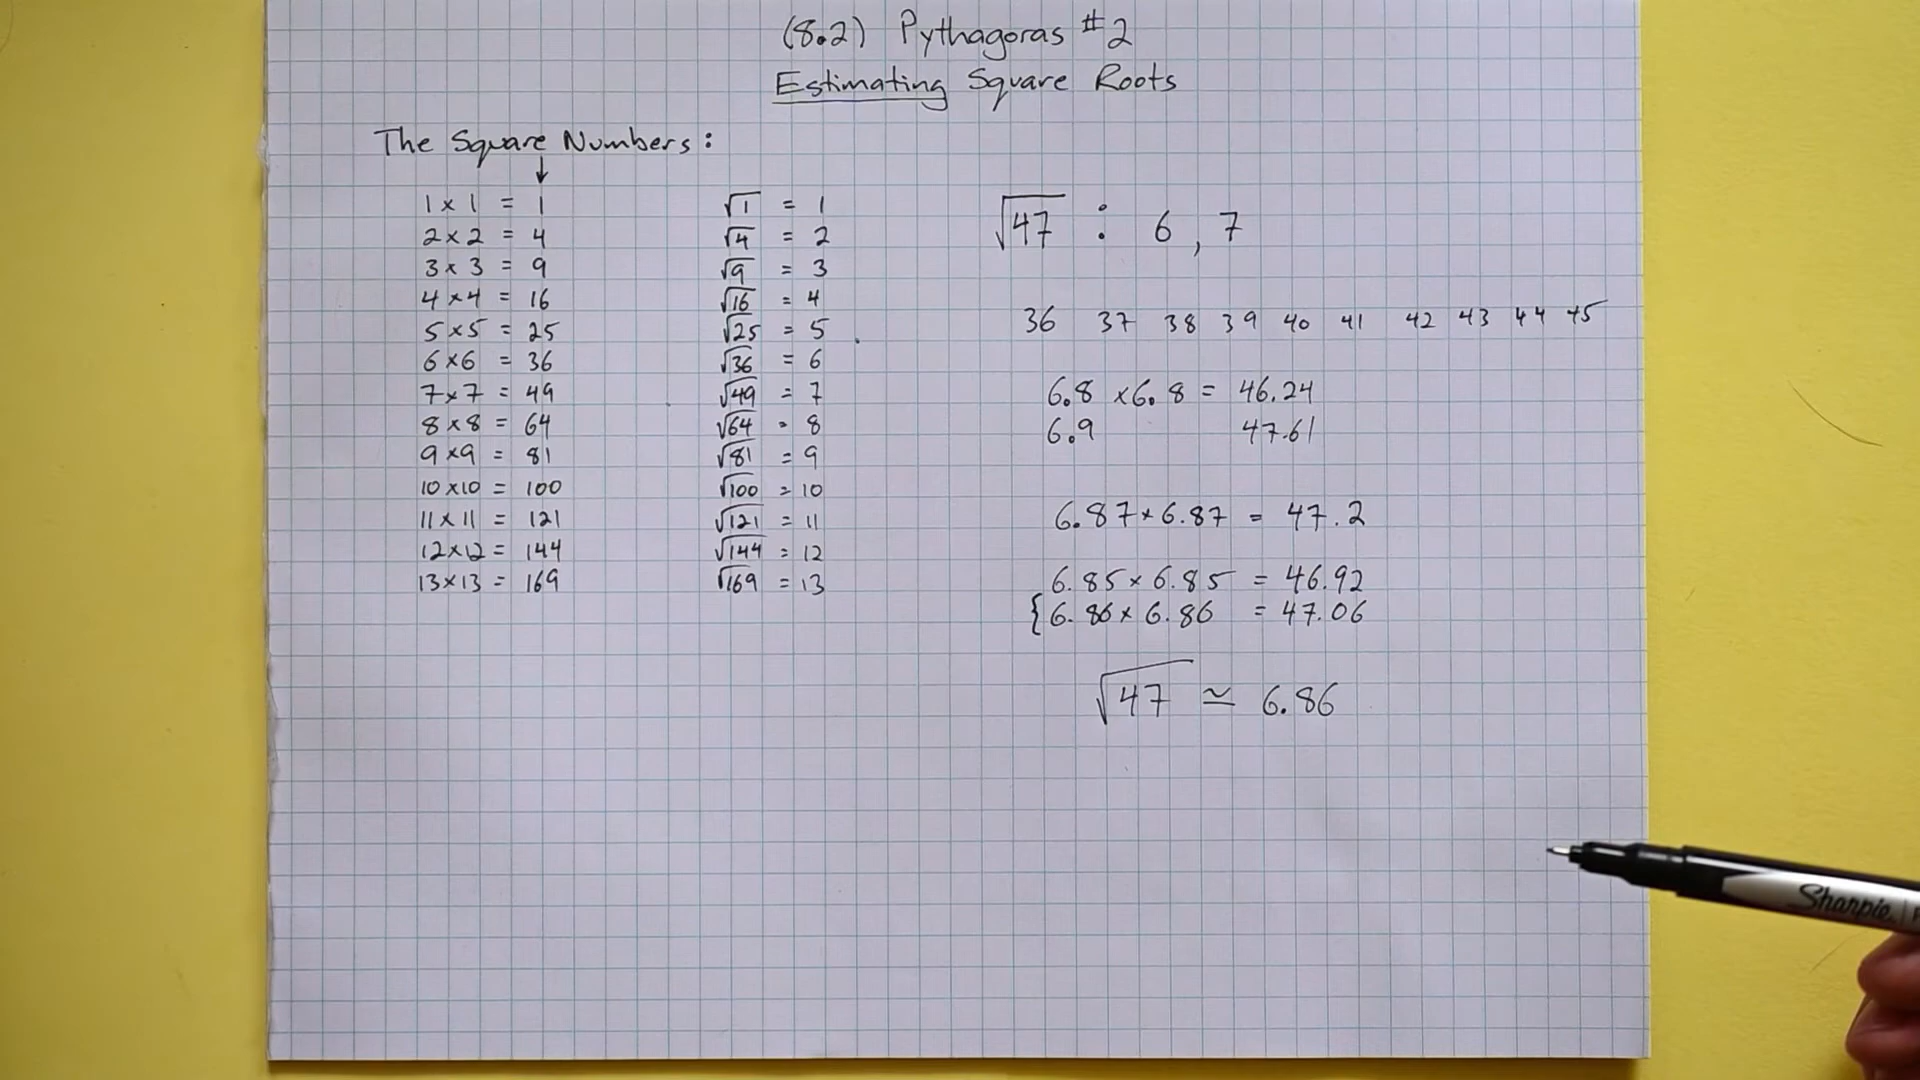 (8.2) Pythagoras #2
Estimating Square Roots
The Square Numbers:
1 x 1 = 1
2 x 2 = 4
3 x 3 = 9
4 x 4 = 16
5 x 5 = 25
6 x 6 = 36
7 x 7 = 49
8 x 8 = 64
9 x 9 = 81
10 x 10 = 100
11 x 11 = 121
12 x 12 = 144
13 x 13 = 169
√1 = 1
√4 = 2
√9 = 3
√16 = 4
√25 = 5
√36 = 6
√49 = 7
√64 = 8
√81 = 9
√100 = 10
√121 = 11
√144 = 12
√169 = 13
√47 : 6, 7
36 37 38 39 40 41 42 43 44 45
6.8 x 6.8 = 46.24
6.9 47.61
6.87 x 6.87 = 47.2
6.85 x 6.85 = 46.92
{6.86 x 6.86 = 47.06
√47 ≃ 6.86
Sharpie